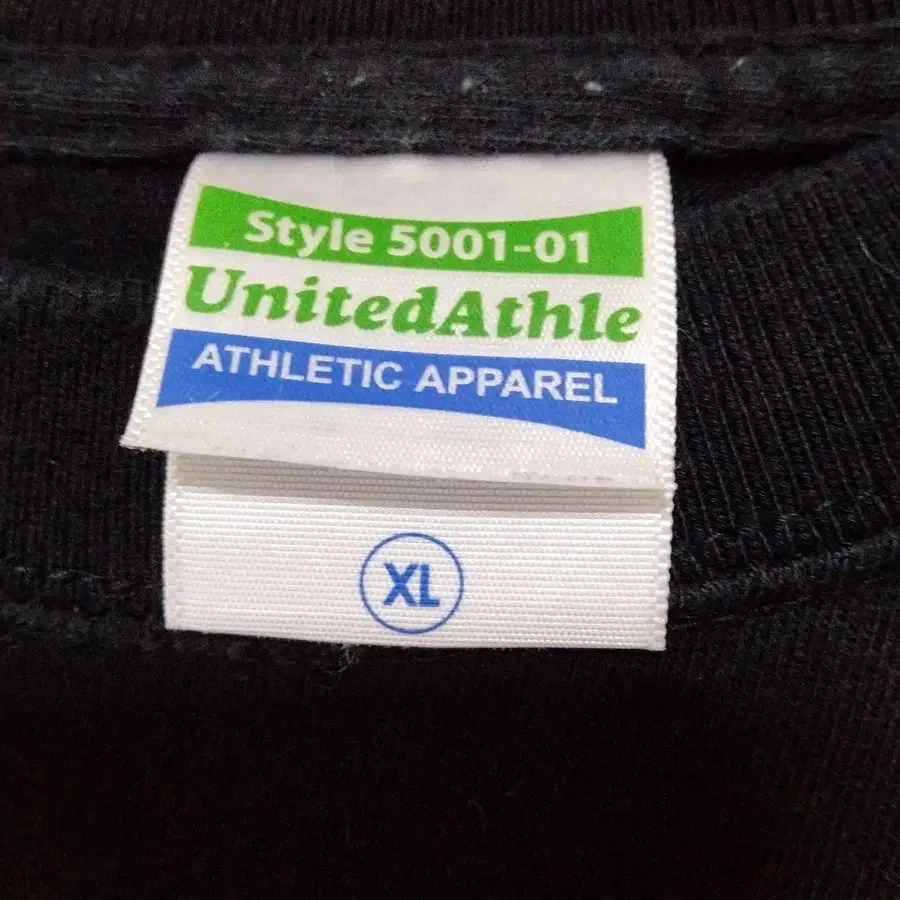 Style 5001-01
UnitedAthle
ATHLETIC APPAREL
XL